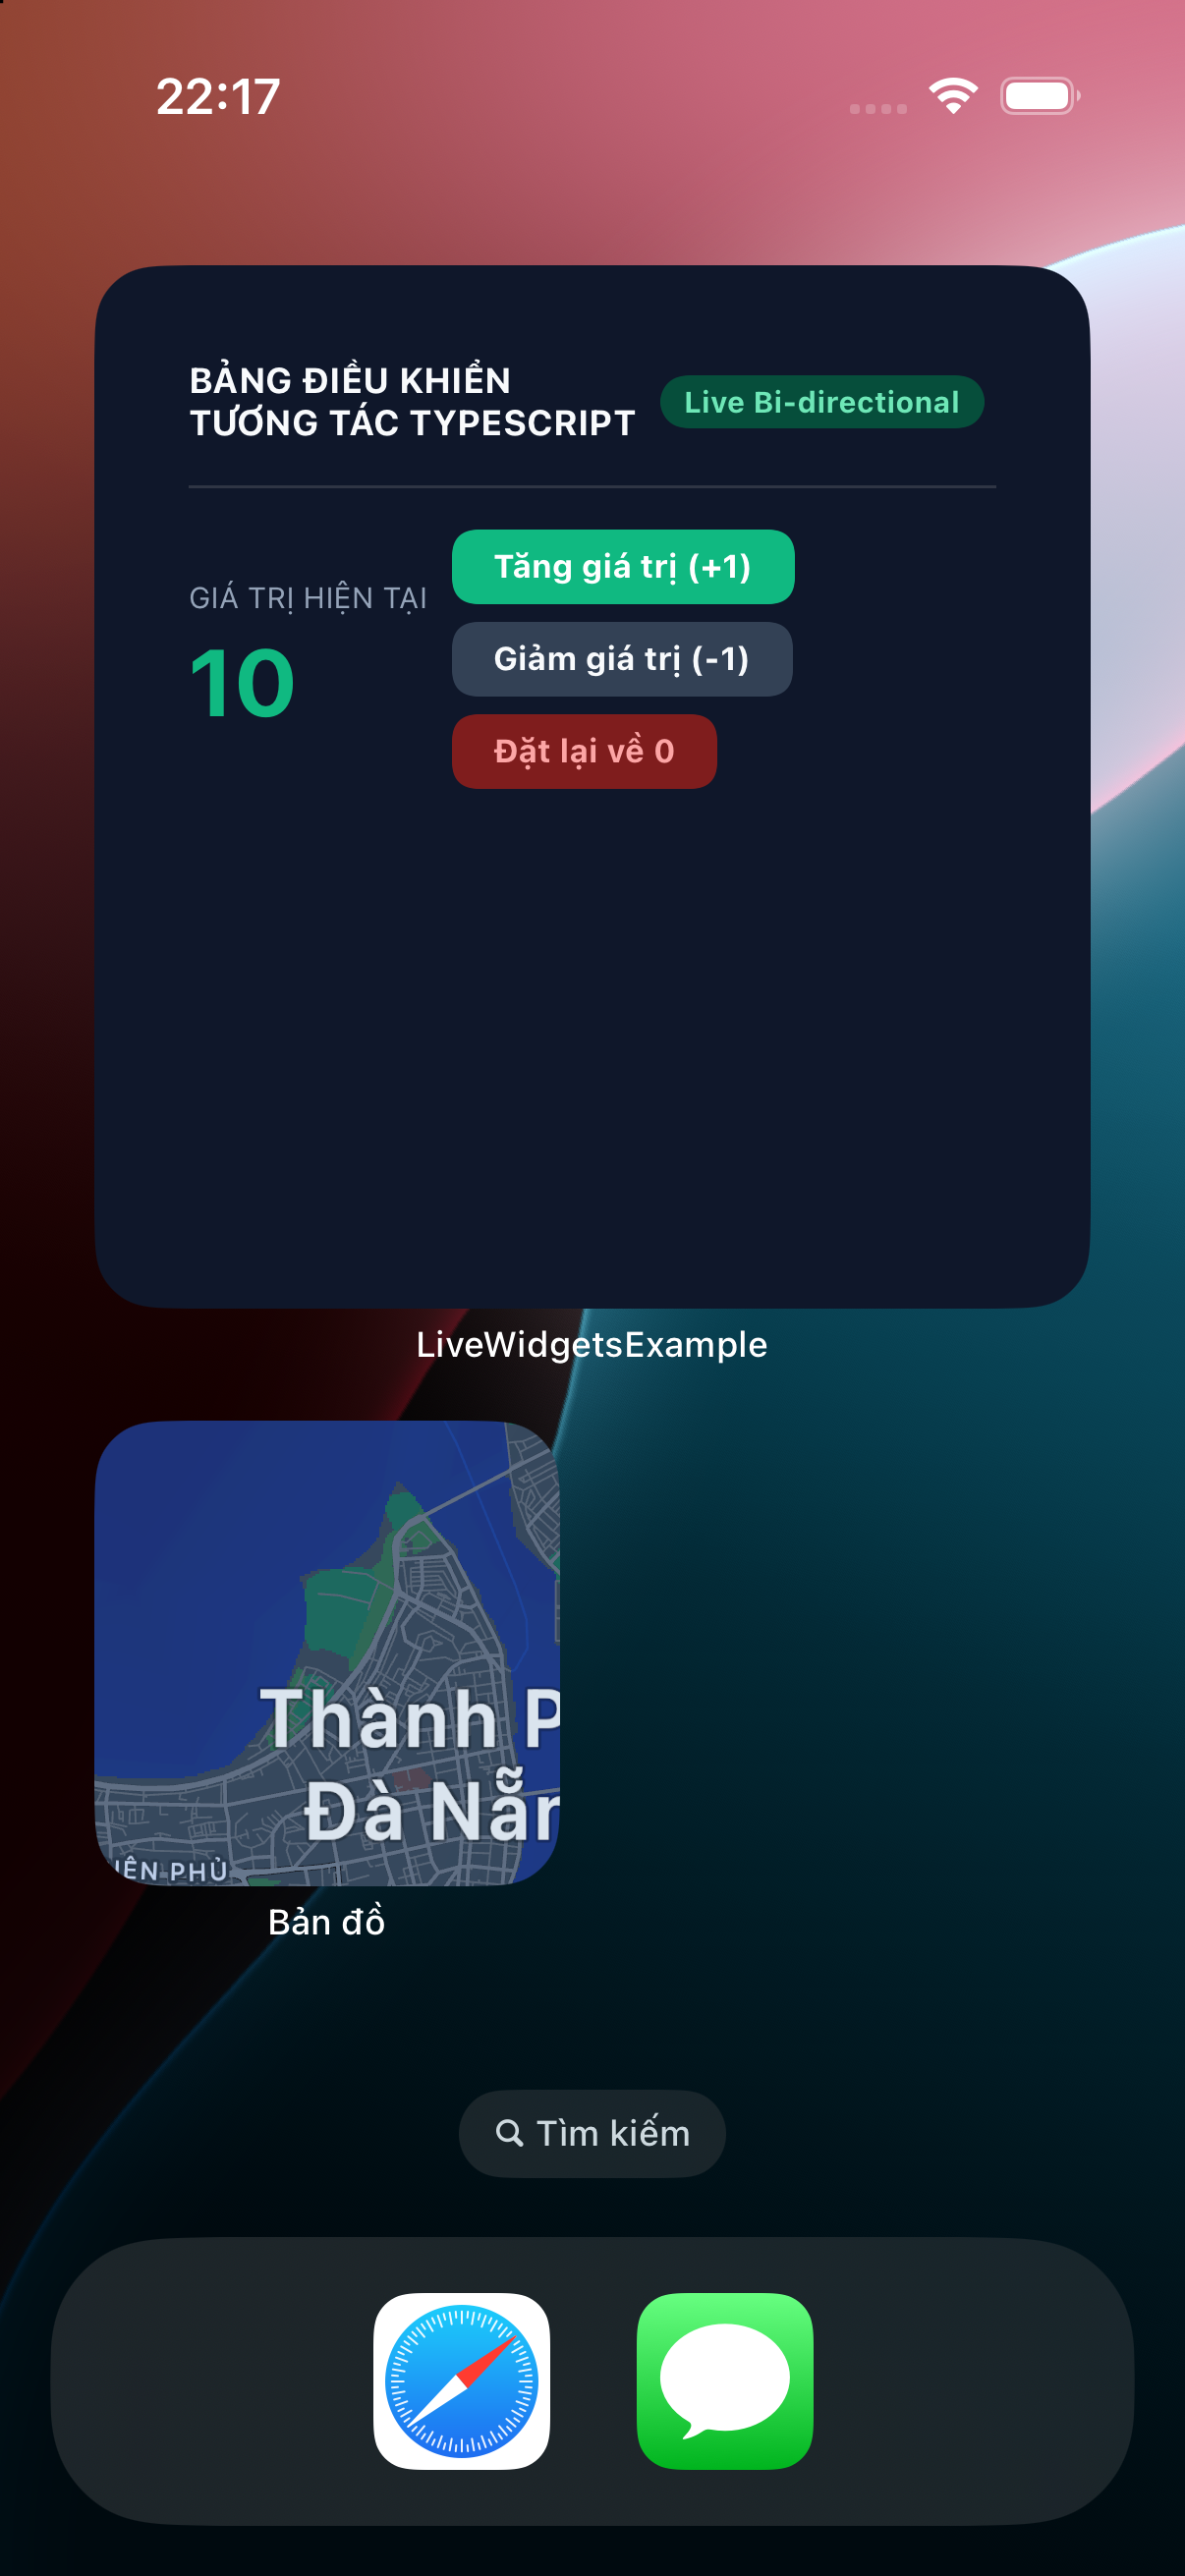 22:17
BẢNG ĐIỀU KHIỂN
TƯƠNG TÁC TYPESCRIPT
Live Bi-directional
GIÁ TRỊ HIỆN TẠI
10
Tăng giá trị (+1)
Giảm giá trị (-1)
Đặt lại về 0
LiveWidgetsExample
Thành P
Đà Nẵn
IÊN PHỦ
Bản đồ
Tìm kiếm